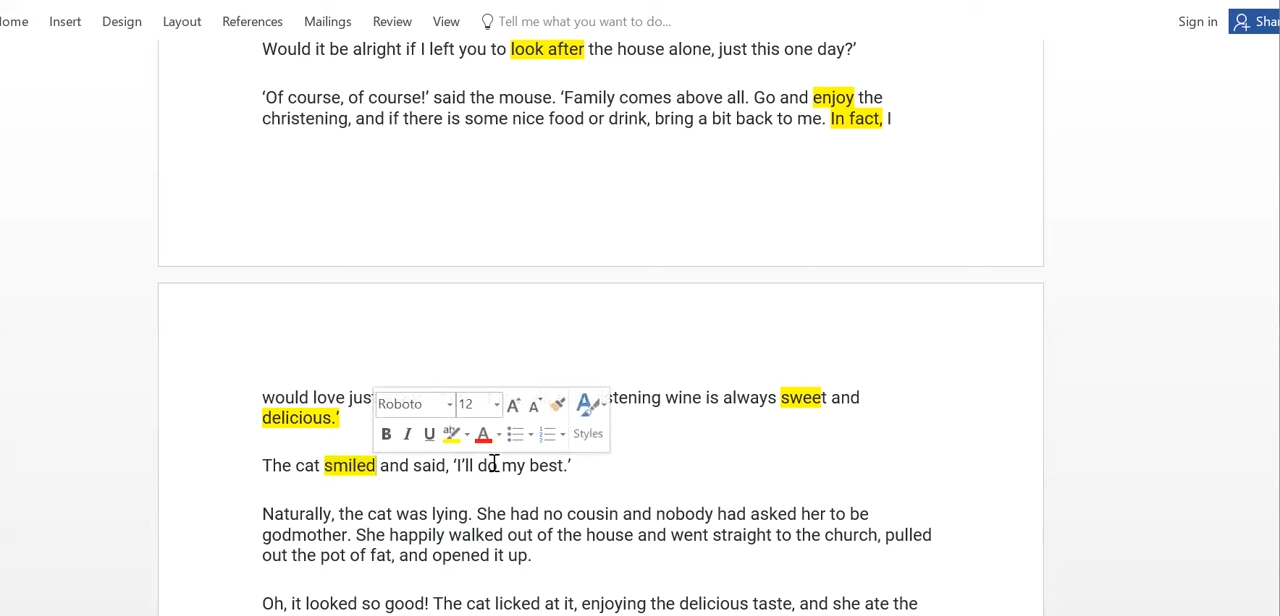 ome Insert Design Layout References Mailings Review View Tell me what you want to do... Sign in Shar
Would it be alright if I left you to look after the house alone, just this one day?’
‘Of course, of course!’ said the mouse. ‘Family comes above all. Go and enjoy the
christening, and if there is some nice food or drink, bring a bit back to me. In fact, I
would love jus stening wine is always sweet and
delicious.’
Roboto 12
B I U ab A Styles
The cat smiled and said, ‘I’ll do my best.’
Naturally, the cat was lying. She had no cousin and nobody had asked her to be
godmother. She happily walked out of the house and went straight to the church, pulled
out the pot of fat, and opened it up.
Oh, it looked so good! The cat licked at it, enjoying the delicious taste, and she ate the